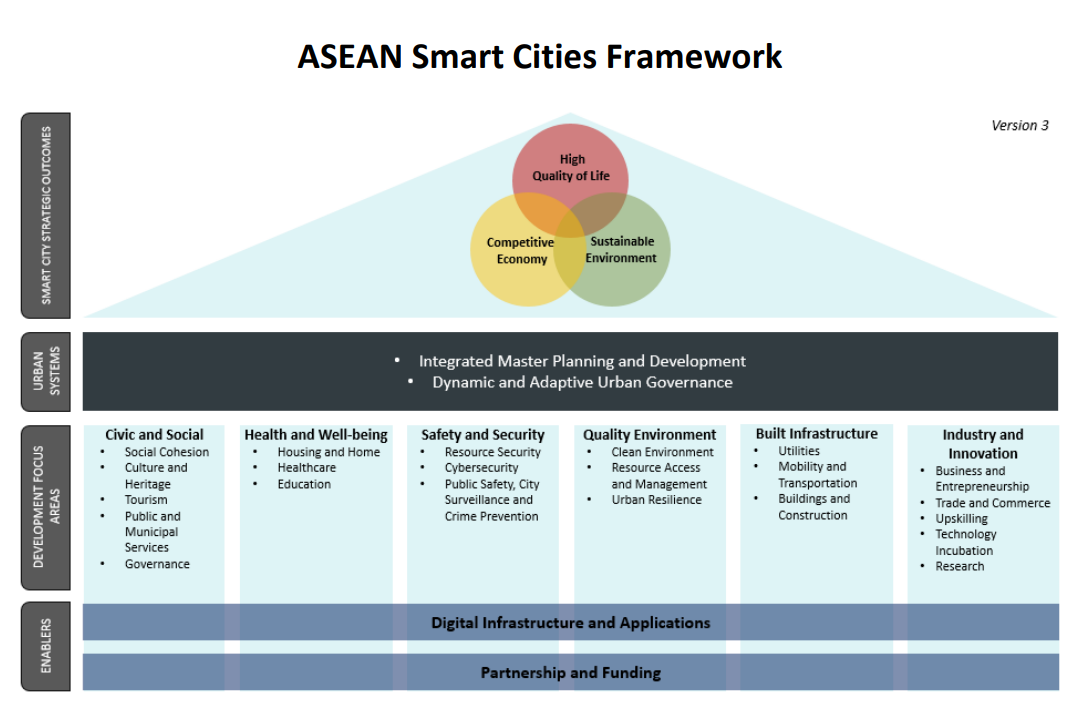 ASEAN Smart Cities Framework
Version 3
SMART CITY STRATEGIC OUTCOMES
High
Quality of Life
Competitive
Economy
Sustainable
Environment
URBAN
SYSTEMS
• Integrated Master Planning and Development
• Dynamic and Adaptive Urban Governance
DEVELOPMENT FOCUS
AREAS
Civic and Social
• Social Cohesion
• Culture and
Heritage
• Tourism
• Public and
Municipal
Services
• Governance
Health and Well-being
• Housing and Home
• Healthcare
• Education
Safety and Security
• Resource Security
• Cybersecurity
• Public Safety, City
Surveillance and
Crime Prevention
Quality Environment
• Clean Environment
• Resource Access
and Management
• Urban Resilience
Built Infrastructure
• Utilities
• Mobility and
Transportation
• Buildings and
Construction
Industry and
Innovation
• Business and
Entrepreneurship
• Trade and Commerce
• Upskilling
• Technology
Incubation
• Research
ENABLERS
Digital Infrastructure and Applications
Partnership and Funding